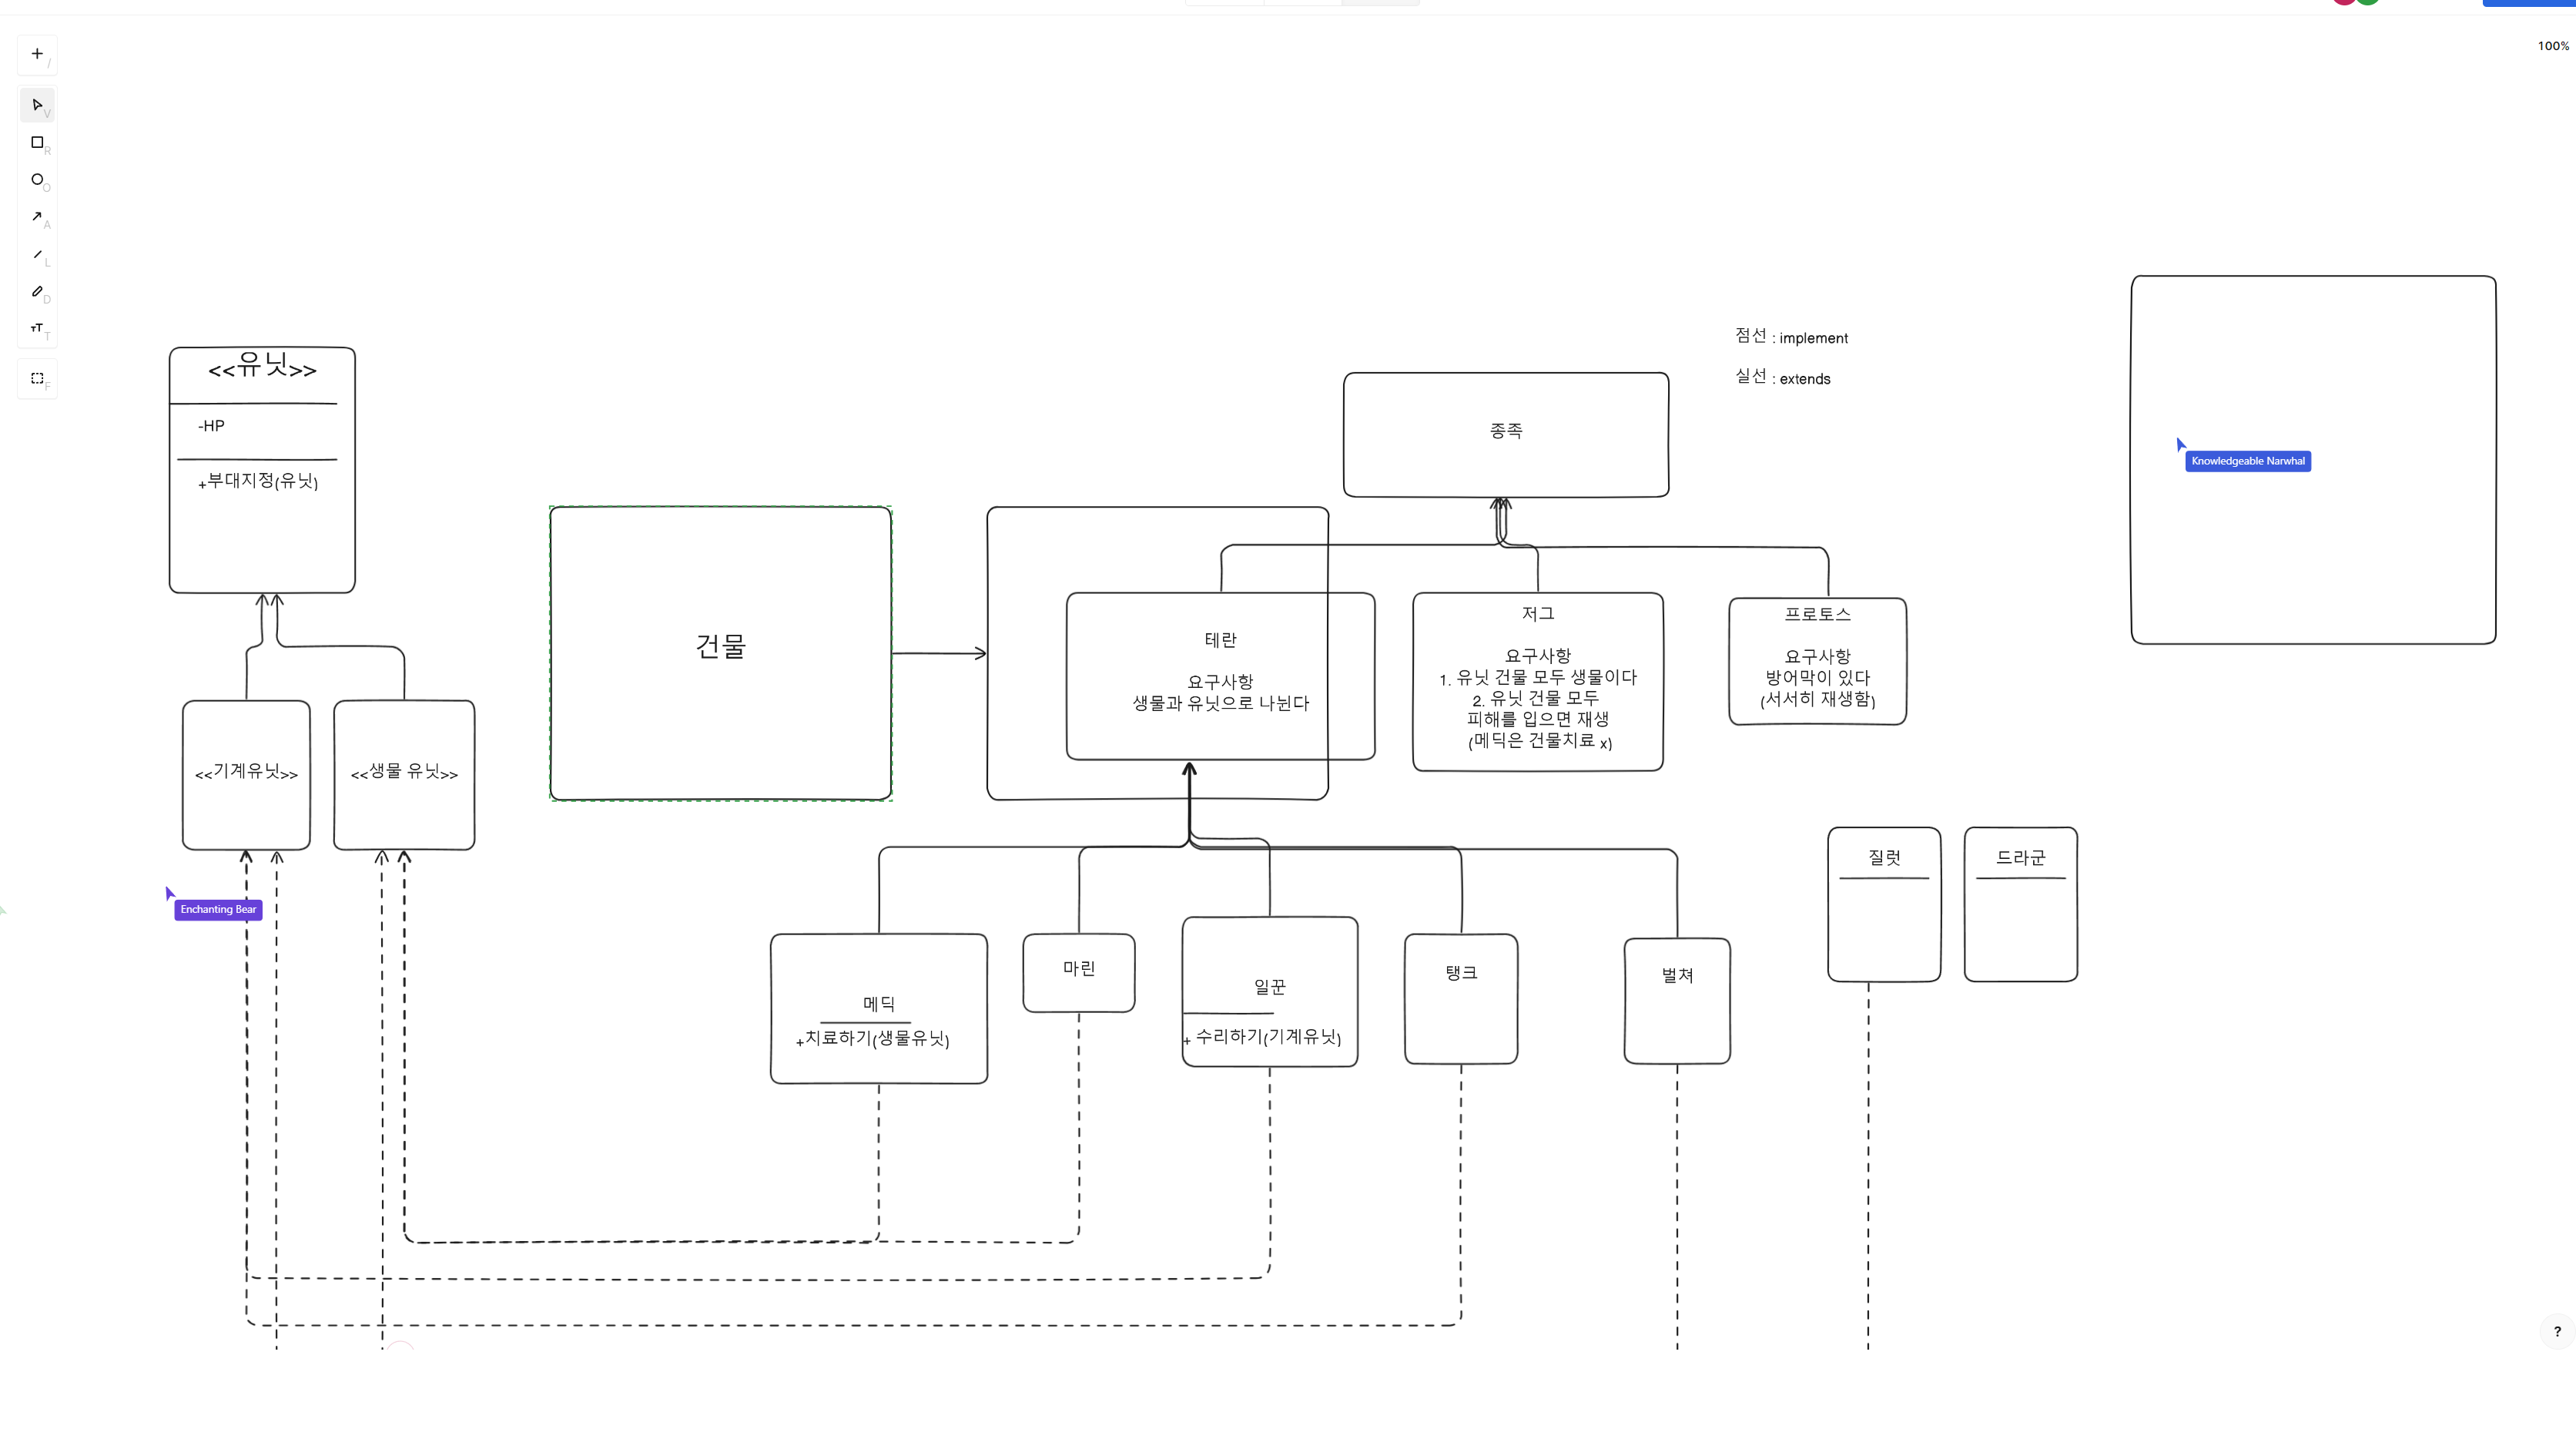 100%
/
V
R
O
A
L
D
T
F
<<유닛>>
-HP
+부대지정(유닛)
<<기계유닛>>
<<생물 유닛>>
건물
종족
점선 : implement
실선 : extends
테란
요구사항
생물과 유닛으로 나뉜다
저그
요구사항
1. 유닛 건물 모두 생물이다
2. 유닛 건물 모두
피해를 입으면 재생
(메딕은 건물치료 x)
프로토스
요구사항
방어막이 있다
(서서히 재생함)
Knowledgeable Narwhal
Enchanting Bear
메딕
+치료하기(생물유닛)
마린
일꾼
+ 수리하기(기계유닛)
탱크
벌쳐
질럿
드라군
?